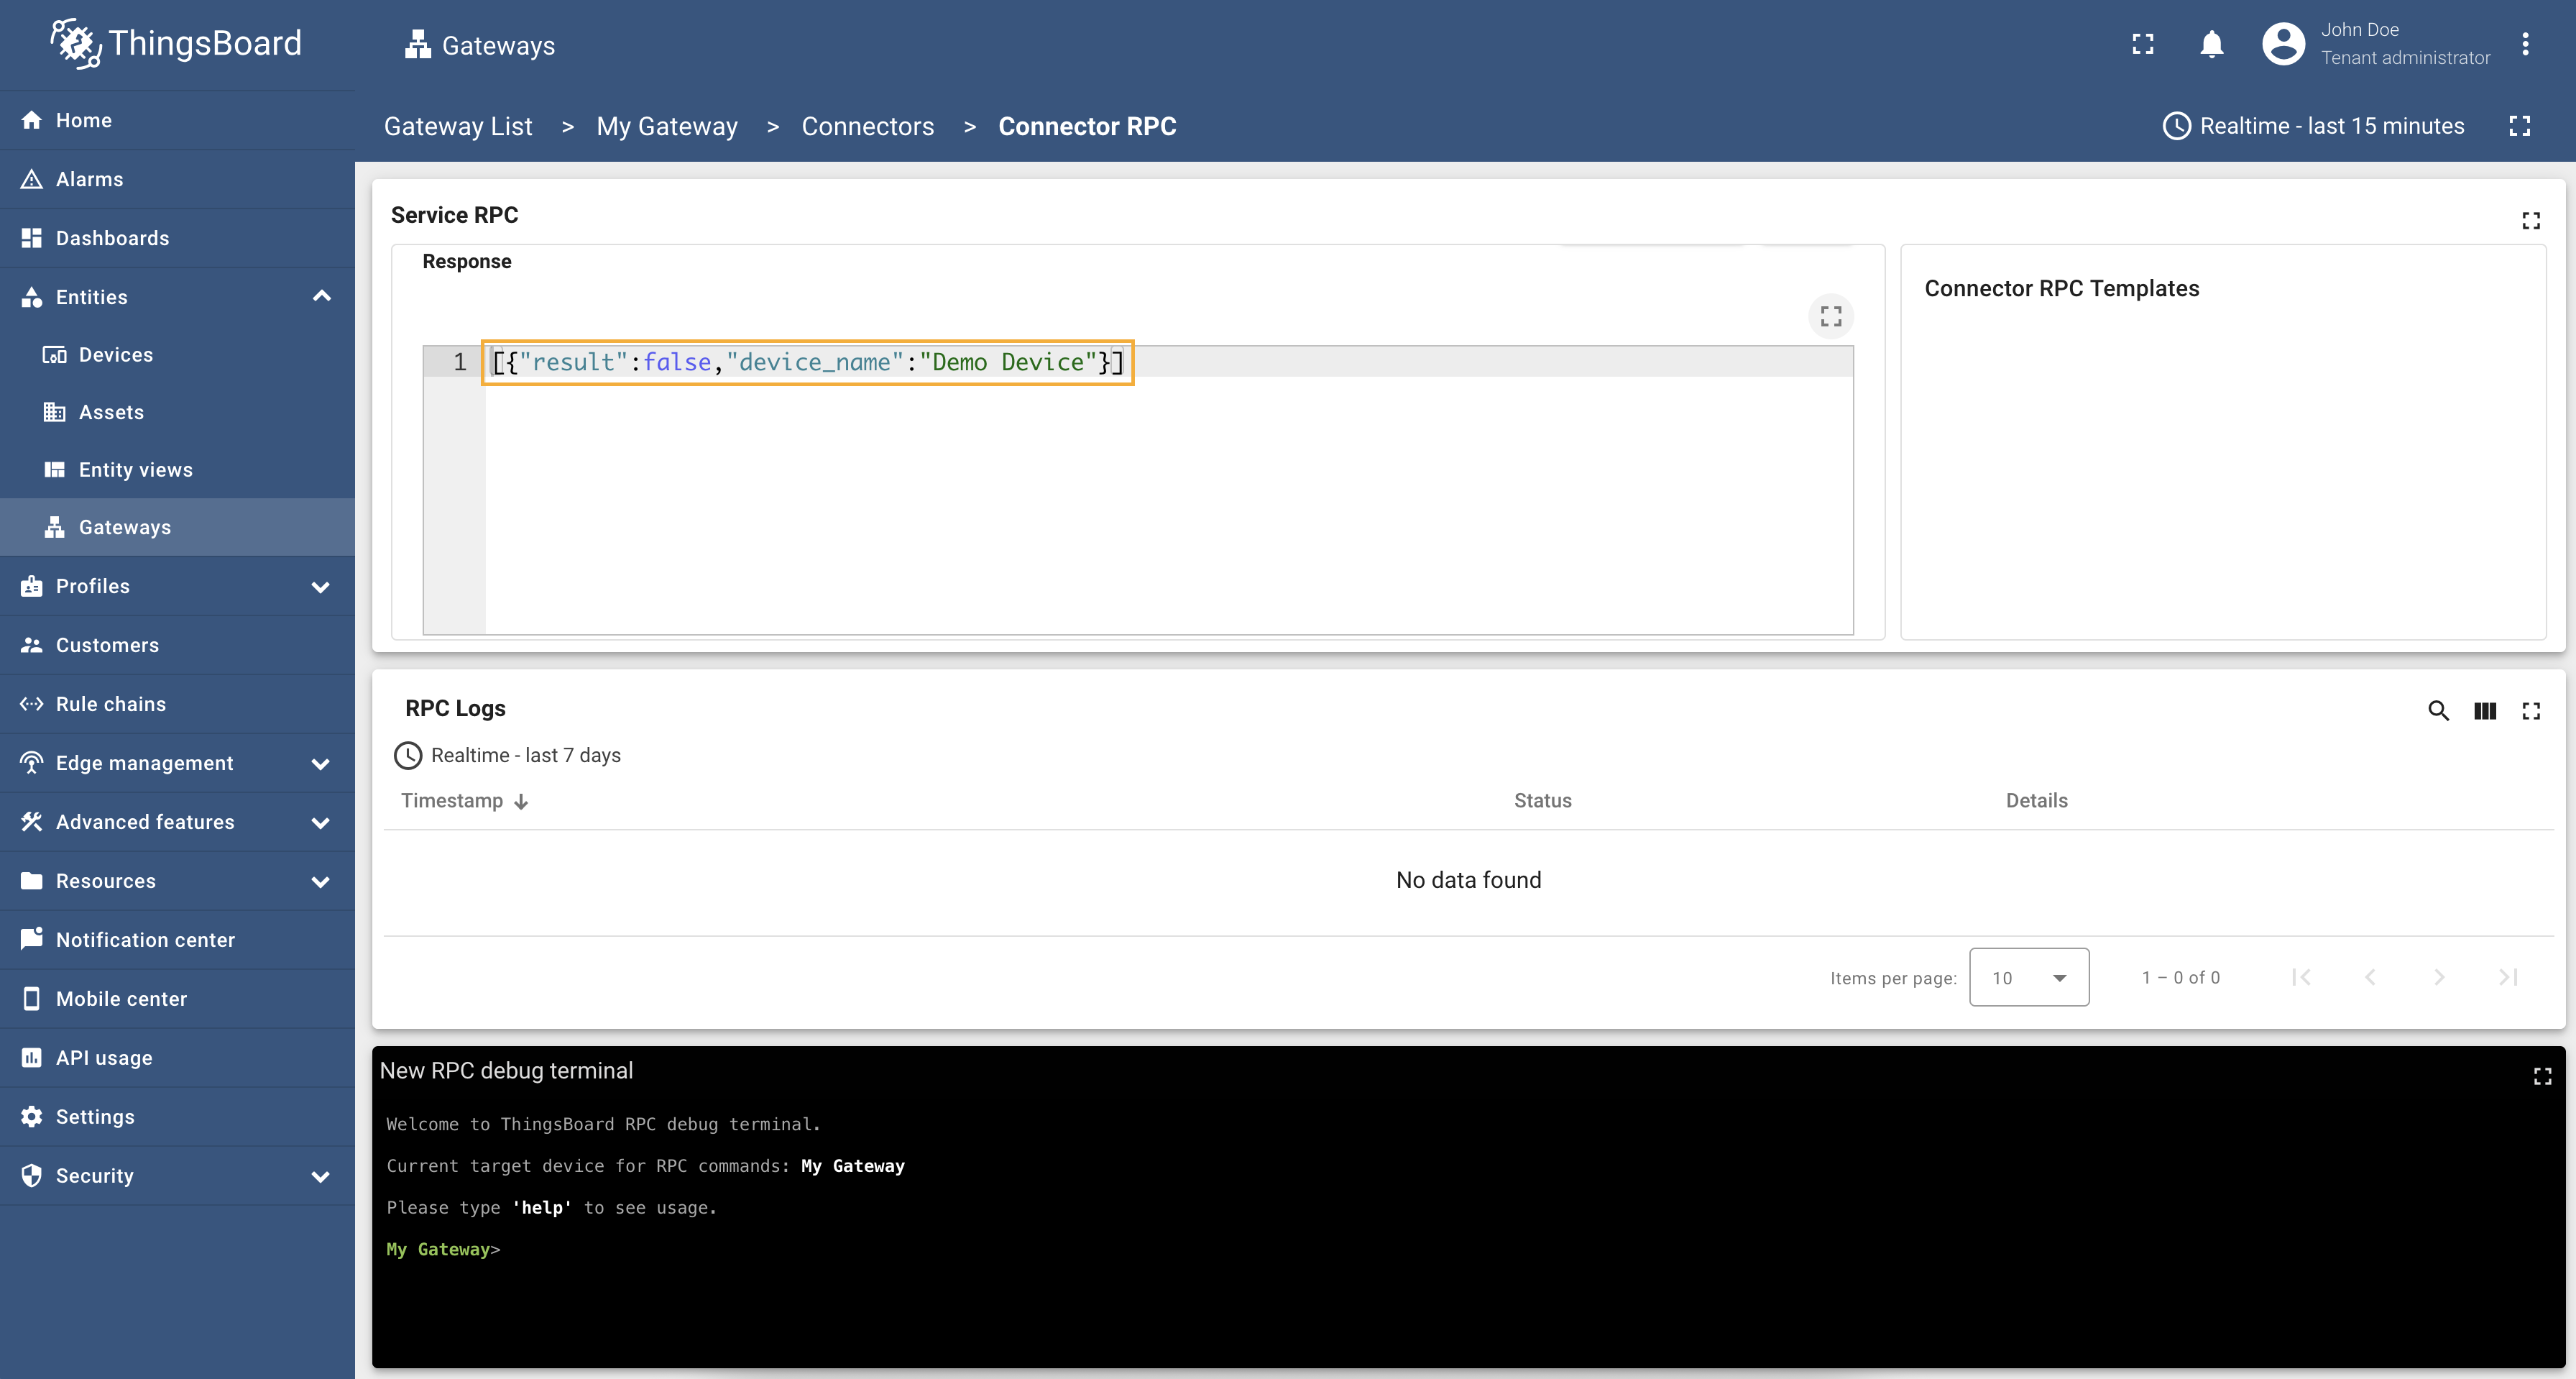 ThingsBoard
Gateways
John Doe
Tenant administrator
Gateway List > My Gateway > Connectors > Connector RPC
Realtime - last 15 minutes
Home
Alarms
Dashboards
Entities
Devices
Assets
Entity views
Gateways
Profiles
Customers
Rule chains
Edge management
Advanced features
Resources
Notification center
Mobile center
API usage
Settings
Security
Service RPC
Response
1 [{"result":false,"device_name":"Demo Device"}]
Connector RPC Templates
RPC Logs
Realtime - last 7 days
Timestamp Status Details
No data found
Items per page: 10 1 – 0 of 0
New RPC debug terminal
Welcome to ThingsBoard RPC debug terminal.
Current target device for RPC commands: My Gateway
Please type 'help' to see usage.
My Gateway>